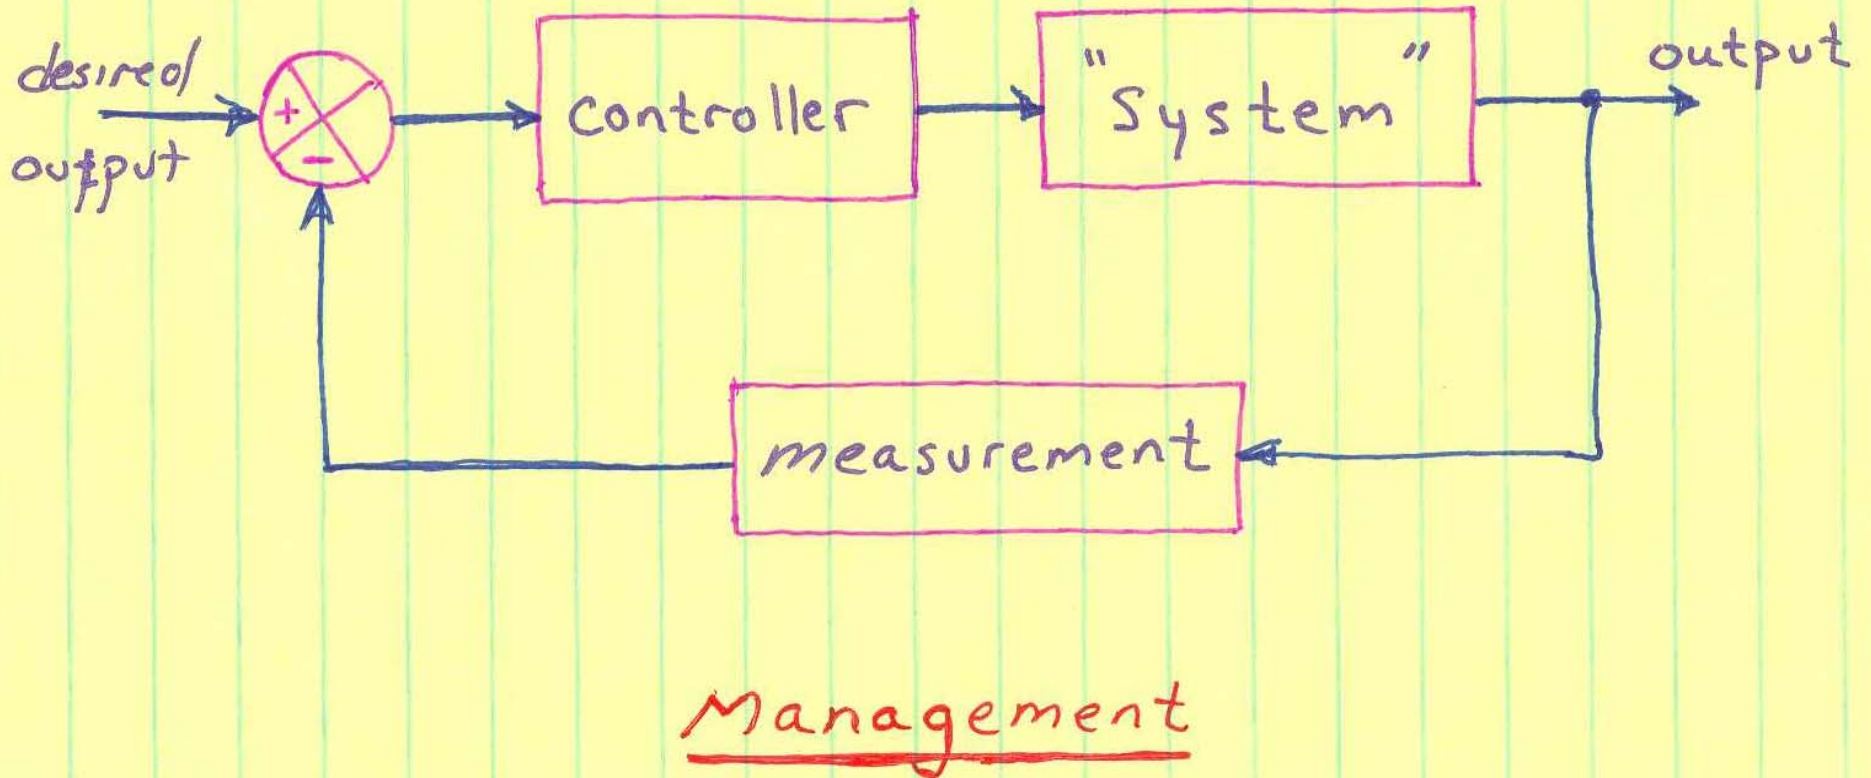 desired
output
+
−
controller
" System "
output
measurement
Management